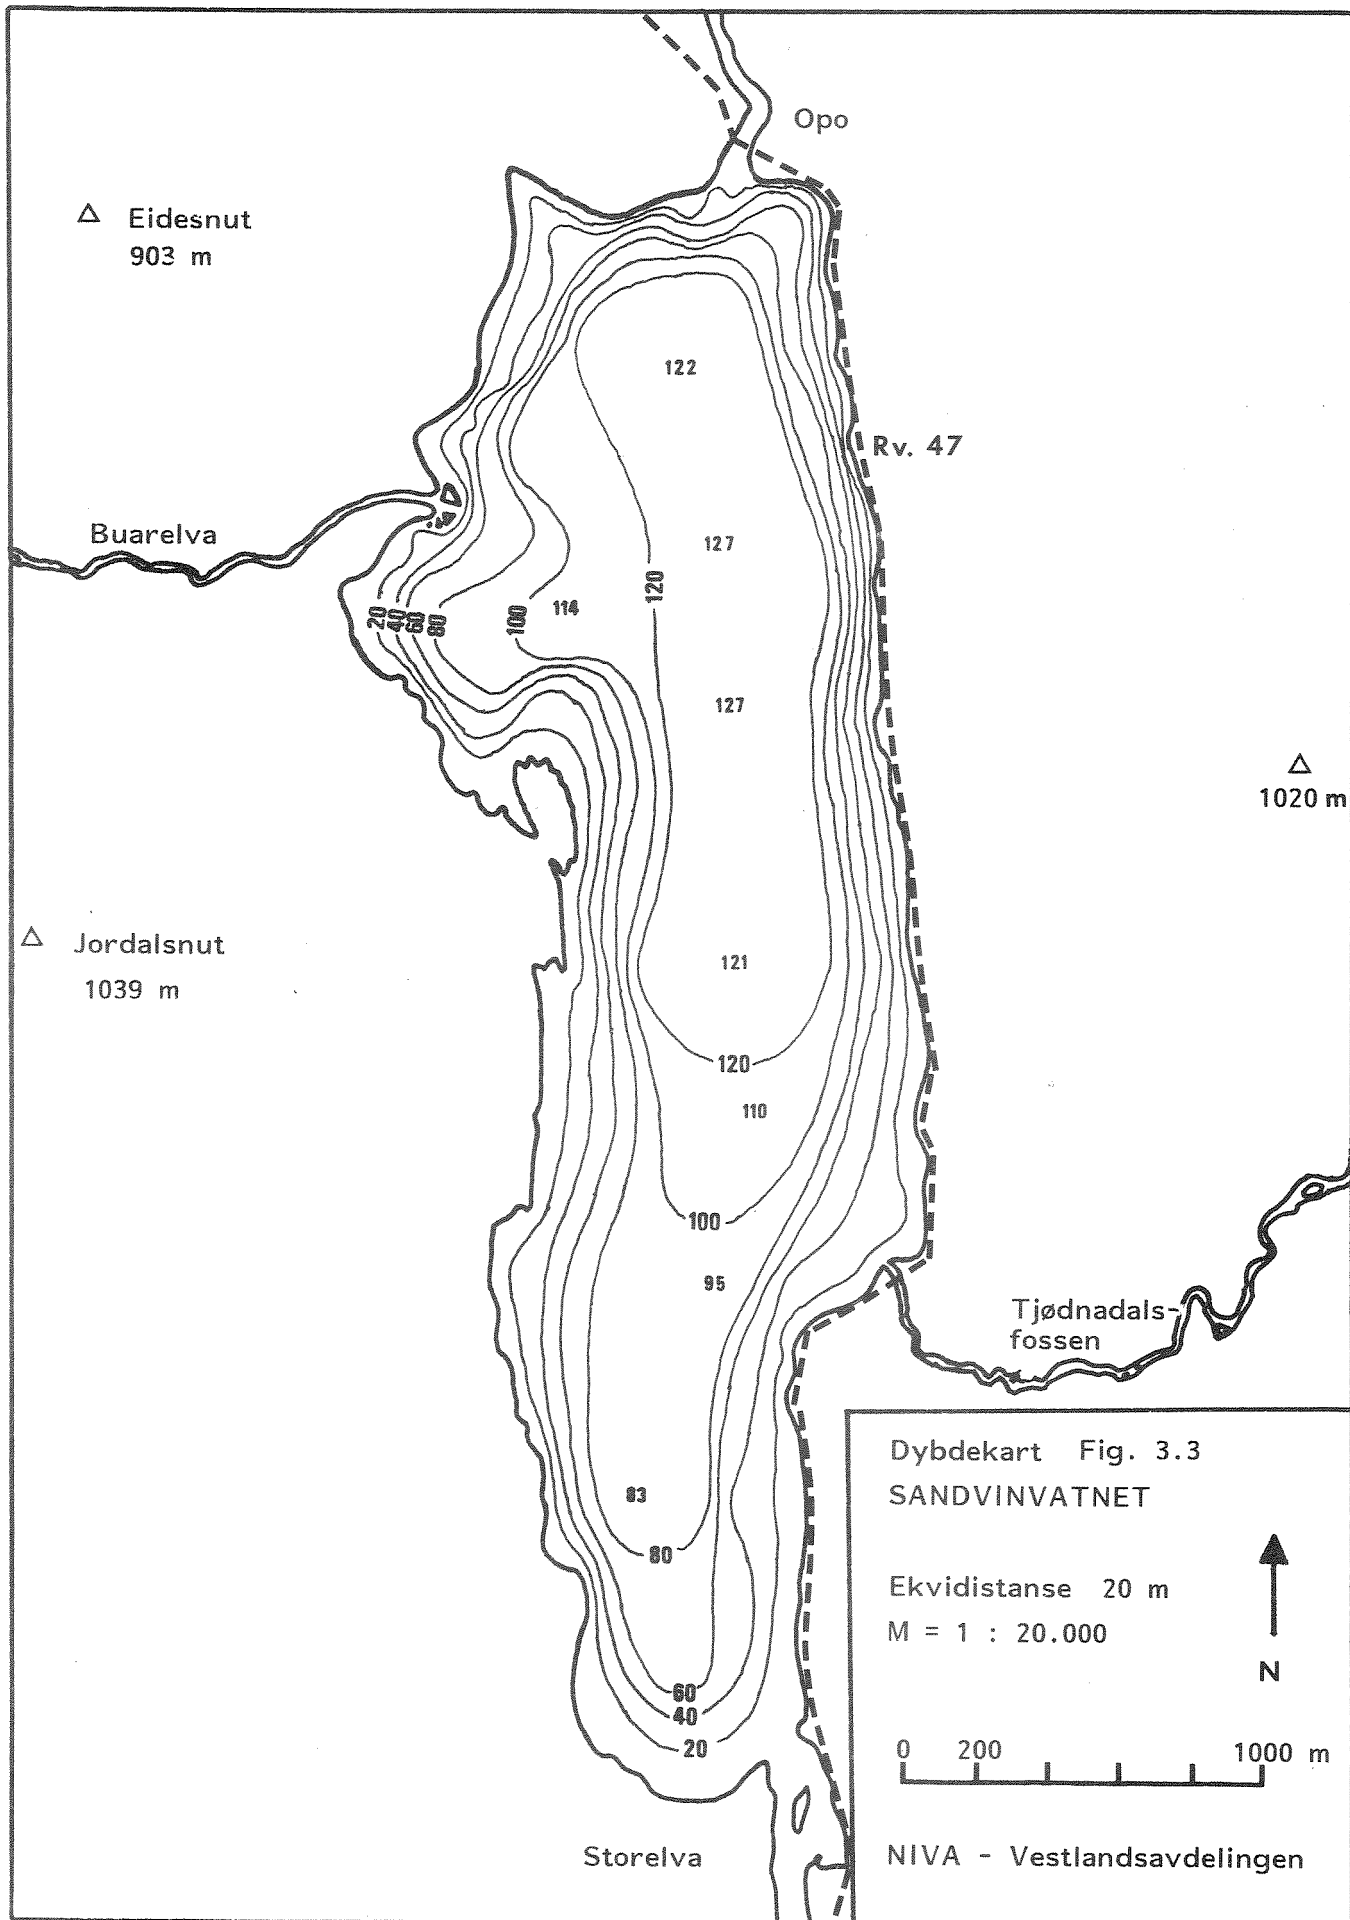 Opo
Eidesnut
903 m
122
Rv. 47
Buarelva
127
120
114
20
40
60
80
100
127
1020 m
Jordalsnut
1039 m
121
120
110
100
95
Tjødnadals-
fossen
83
80
60
40
20
Storelva
Dybdekart Fig. 3.3
SANDVINVATNET
Ekvidistanse 20 m
M = 1 : 20.000
N
0 200 1000 m
NIVA - Vestlandsavdelingen